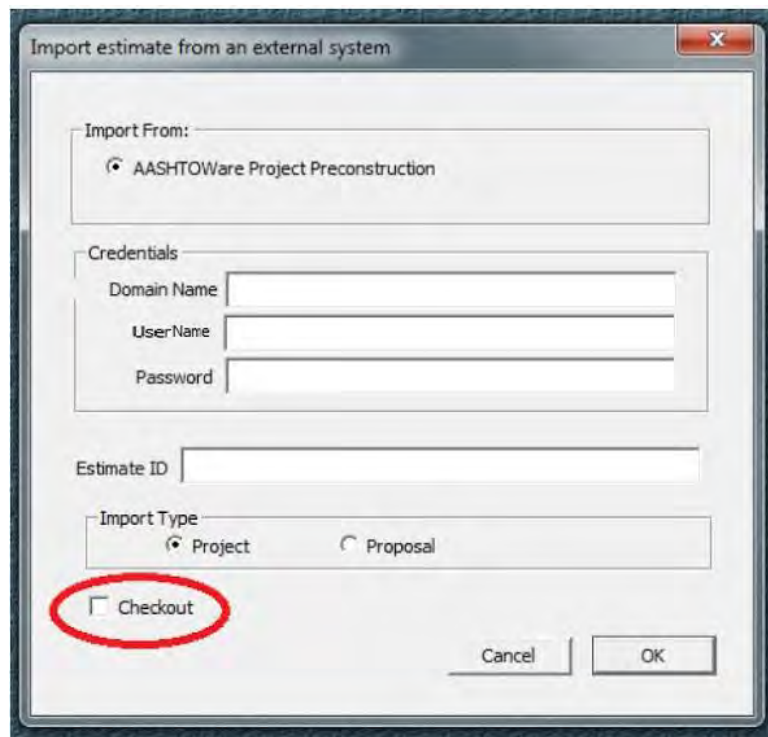 Import estimate from an external system
Import From:
AASHTOWare Project Preconstruction
Credentials
Domain Name
UserName
Password
Estimate ID
Import Type
Project Proposal
Checkout
Cancel OK